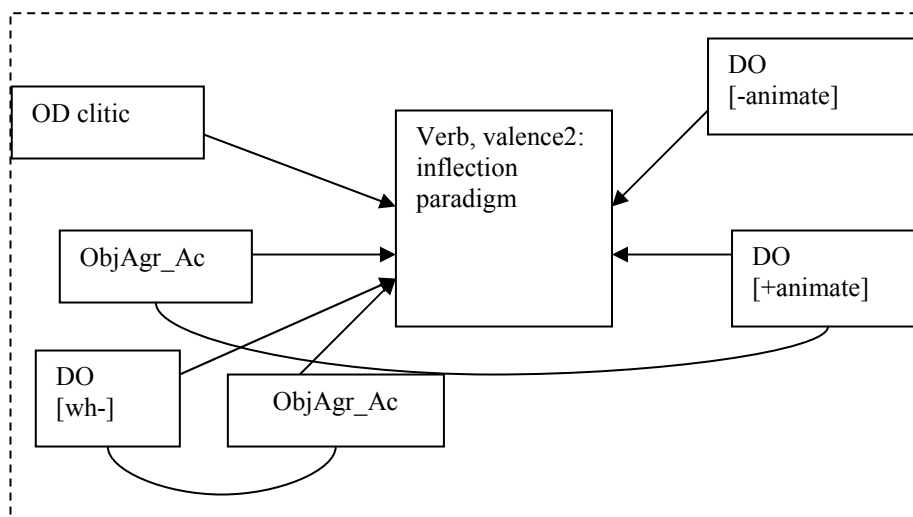 OD clitic
Verb, valence2:
inflection
paradigm
DO
[-animate]
ObjAgr_Ac
DO
[+animate]
DO
[wh-]
ObjAgr_Ac